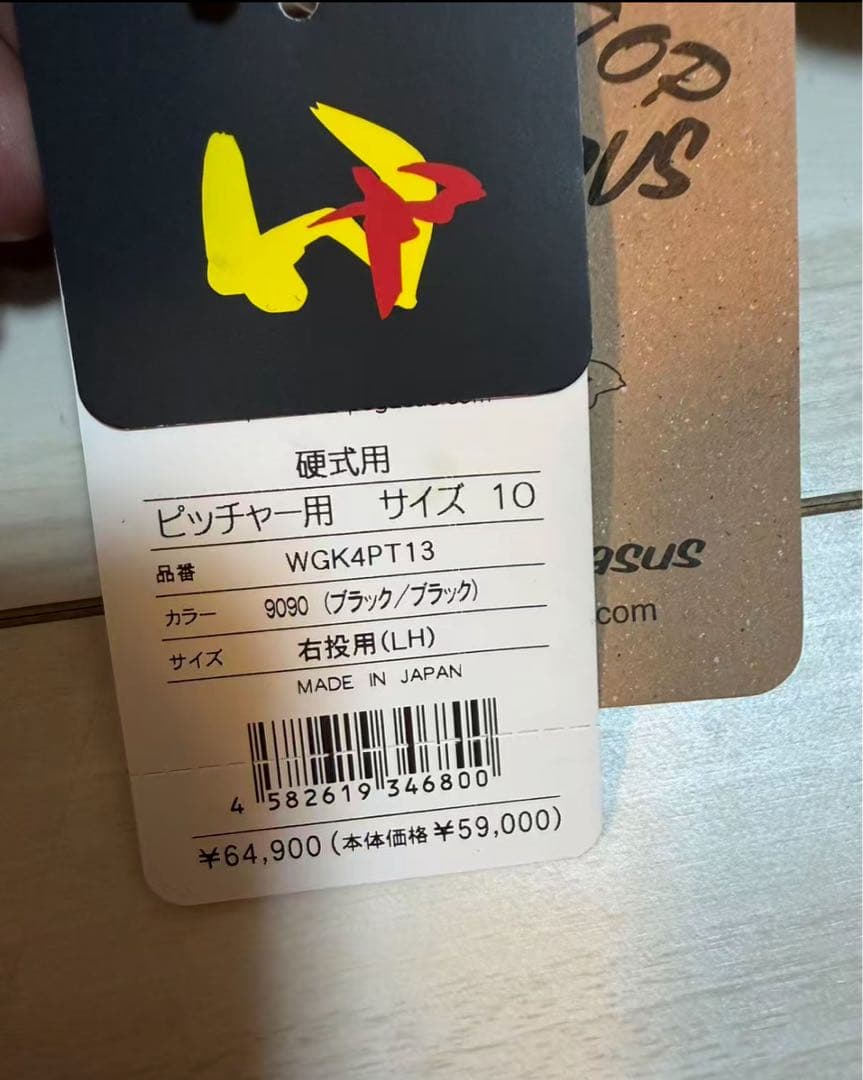 硬式用
ピッチャー用 サイズ 10
品番 WGK4PT13
カラー 9090 (ブラック/ブラック)
サイズ 右投用(LH)
MADE IN JAPAN
4 582619 346800
¥64,900 (本体価格 ¥59,000)
.com